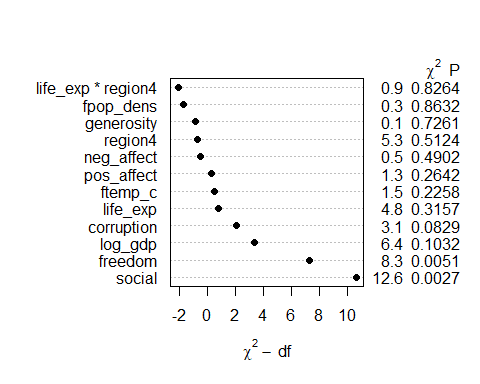 χ² P
life_exp * region4 0.9 0.8264
fpop_dens 0.3 0.8632
generosity 0.1 0.7261
region4 5.3 0.5124
neg_affect 0.5 0.4902
pos_affect 1.3 0.2642
ftemp_c 1.5 0.2258
life_exp 4.8 0.3157
corruption 3.1 0.0829
log_gdp 6.4 0.1032
freedom 8.3 0.0051
social 12.6 0.0027
-2 0 2 4 6 8 10
χ² − df